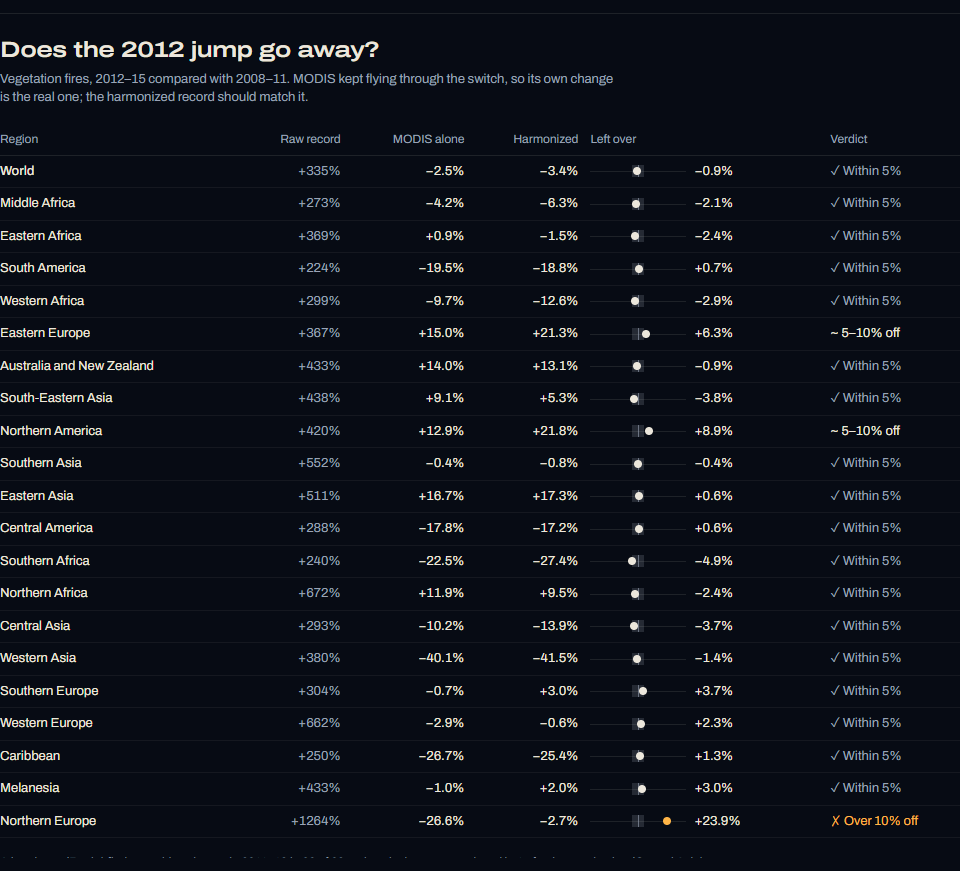 Does the 2012 jump go away?
Vegetation fires, 2012–15 compared with 2008–11. MODIS kept flying through the switch, so its own change
is the real one; the harmonized record should match it.
Region Raw record MODIS alone Harmonized Left over Verdict
World +335% −2.5% −3.4% −0.9% ✓ Within 5%
Middle Africa +273% −4.2% −6.3% −2.1% ✓ Within 5%
Eastern Africa +369% +0.9% −1.5% −2.4% ✓ Within 5%
South America +224% −19.5% −18.8% +0.7% ✓ Within 5%
Western Africa +299% −9.7% −12.6% −2.9% ✓ Within 5%
Eastern Europe +367% +15.0% +21.3% +6.3% ~ 5–10% off
Australia and New Zealand +433% +14.0% +13.1% −0.9% ✓ Within 5%
South-Eastern Asia +438% +9.1% +5.3% −3.8% ✓ Within 5%
Northern America +420% +12.9% +21.8% +8.9% ~ 5–10% off
Southern Asia +552% −0.4% −0.8% −0.4% ✓ Within 5%
Eastern Asia +511% +16.7% +17.3% +0.6% ✓ Within 5%
Central America +288% −17.8% −17.2% +0.6% ✓ Within 5%
Southern Africa +240% −22.5% −27.4% −4.9% ✓ Within 5%
Northern Africa +672% +11.9% +9.5% −2.4% ✓ Within 5%
Central Asia +293% −10.2% −13.9% −3.7% ✓ Within 5%
Western Asia +380% −40.1% −41.5% −1.4% ✓ Within 5%
Southern Europe +304% −0.7% +3.0% +3.7% ✓ Within 5%
Western Europe +662% −2.9% −0.6% +2.3% ✓ Within 5%
Caribbean +250% −26.7% −25.4% +1.3% ✓ Within 5%
Melanesia +433% −1.0% +2.0% +3.0% ✓ Within 5%
Northern Europe +1264% −26.6% −2.7% +23.9% ✗ Over 10% off